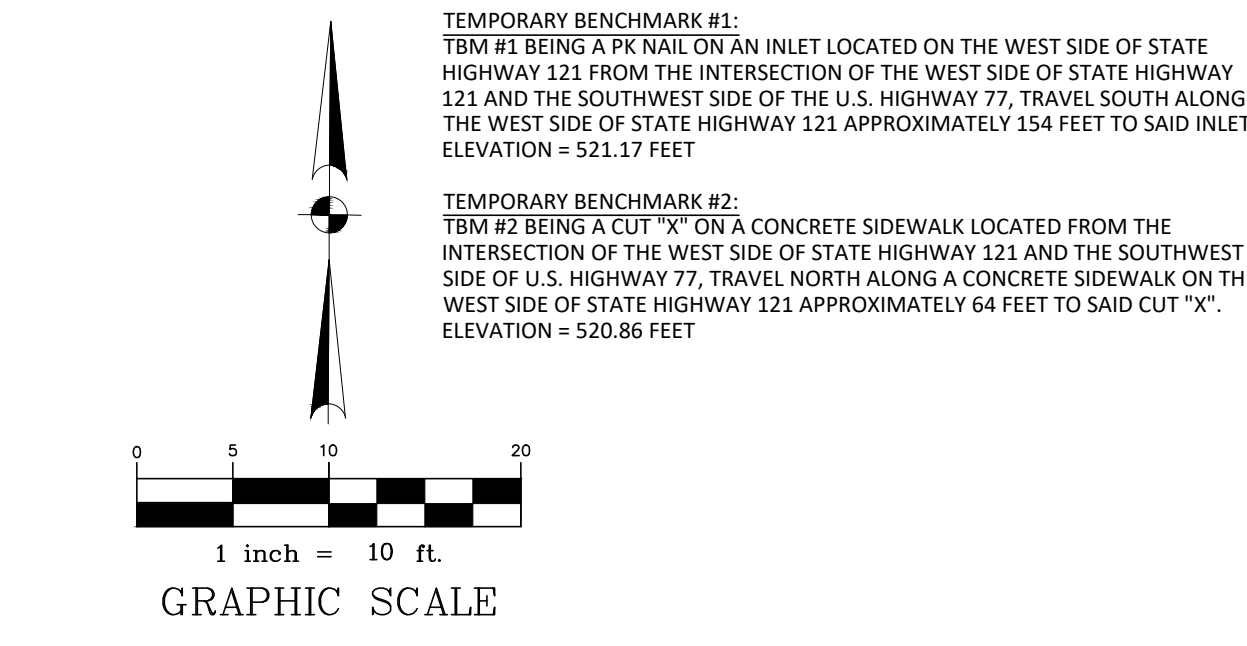 TEMPORARY BENCHMARK #1:
TBM #1 BEING A PK NAIL ON AN INLET LOCATED ON THE WEST SIDE OF STATE
HIGHWAY 121 FROM THE INTERSECTION OF THE WEST SIDE OF STATE HIGHWAY
121 AND THE SOUTHWEST SIDE OF THE U.S. HIGHWAY 77, TRAVEL SOUTH ALONG
THE WEST SIDE OF STATE HIGHWAY 121 APPROXIMATELY 154 FEET TO SAID INLET
ELEVATION = 521.17 FEET
TEMPORARY BENCHMARK #2:
TBM #2 BEING A CUT "X" ON A CONCRETE SIDEWALK LOCATED FROM THE
INTERSECTION OF THE WEST SIDE OF STATE HIGHWAY 121 AND THE SOUTHWEST
SIDE OF U.S. HIGHWAY 77, TRAVEL NORTH ALONG A CONCRETE SIDEWALK ON TH
WEST SIDE OF STATE HIGHWAY 121 APPROXIMATELY 64 FEET TO SAID CUT "X".
ELEVATION = 520.86 FEET
0 5 10 20
1 inch = 10 ft.
GRAPHIC SCALE